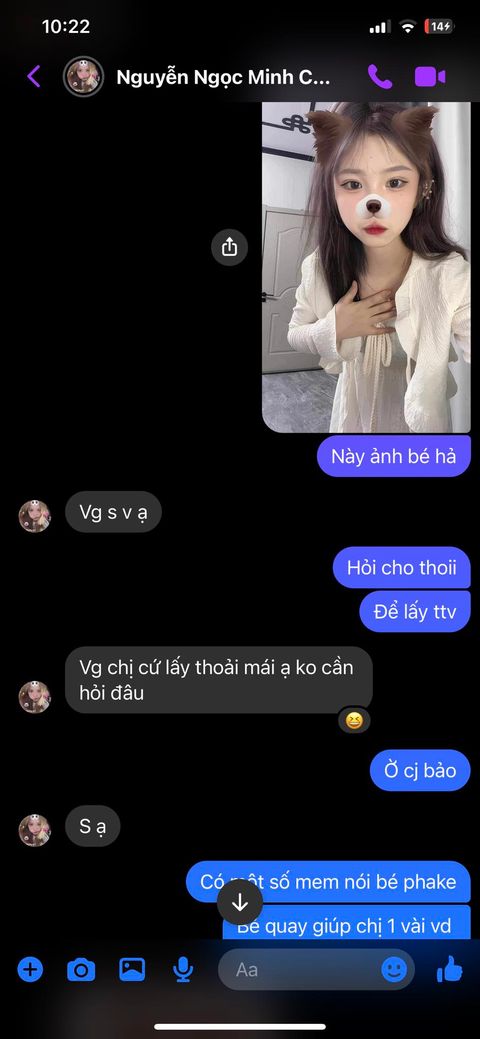 10:22
14
Nguyễn Ngọc Minh C...
Này ảnh bé hả
Vg s v ạ
Hỏi cho thoii
Để lấy ttv
Vg chị cứ lấy thoải mái ạ ko cần
hỏi đâu
Ờ cj bảo
S ạ
Có một số mem nói bé phake
Bé quay giúp chị 1 vài vd
Aa